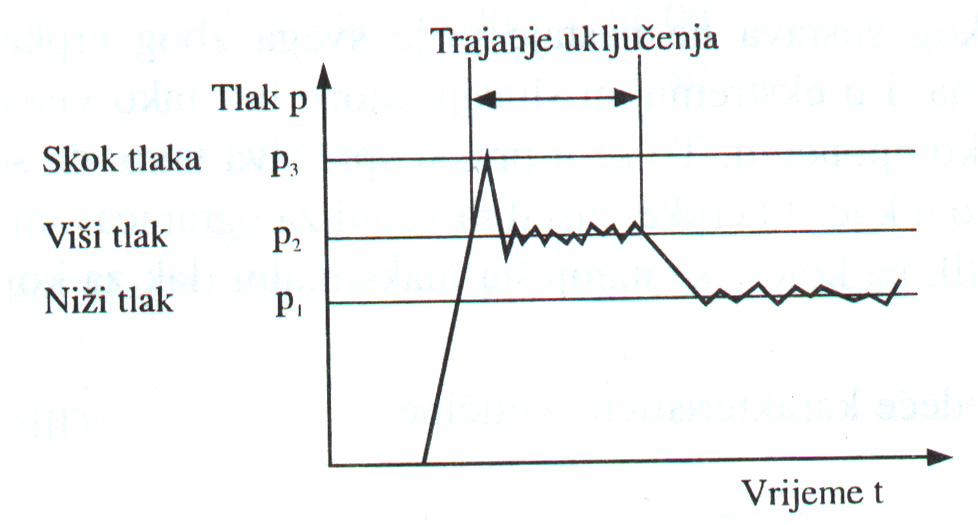 Trajanje uključenja
Tlak p
Skok tlaka p₃
Viši tlak p₂
Niži tlak p₁
Vrijeme t